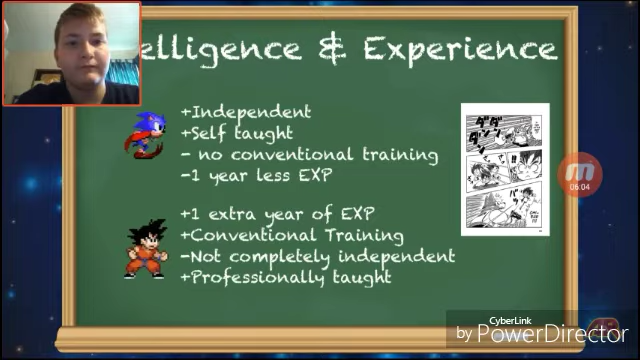 elligence & Experience
+Independent
+Self taught
- no conventional training
-1 year less EXP
+1 extra year of EXP
+Conventional Training
-Not completely independent
+Professionally taught
06:04
CyberLink
by PowerDirector